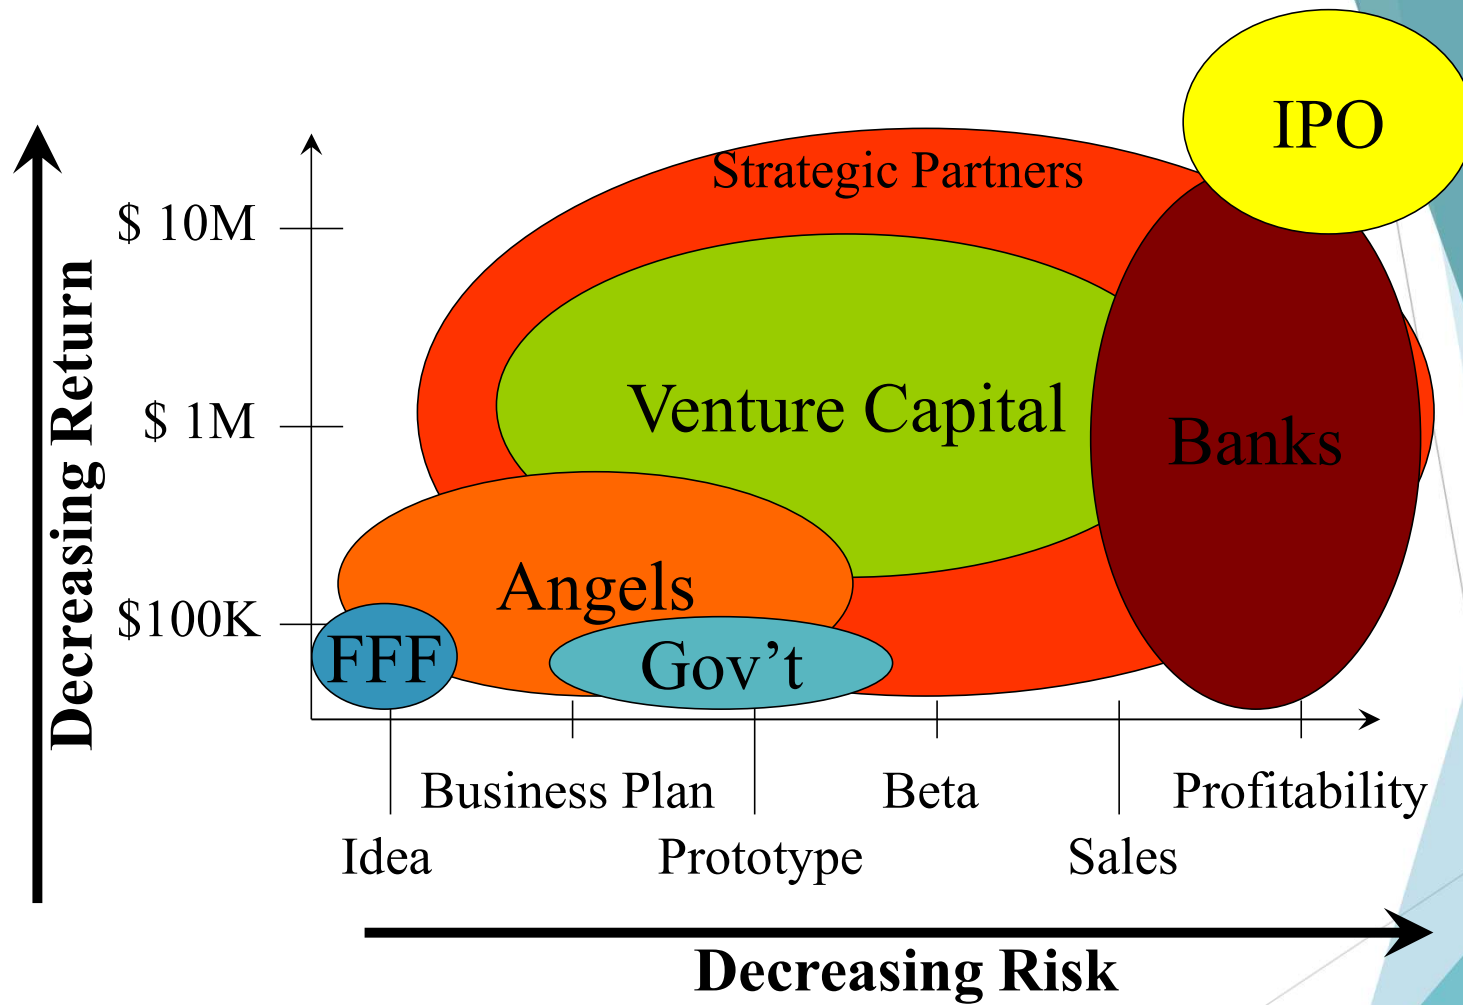 IPO
Strategic Partners
$ 10M
Decreasing Return
$ 1M
Venture Capital
Banks
Angels
$100K
FFF
Gov’t
Business Plan
Beta
Profitability
Idea
Prototype
Sales
Decreasing Risk